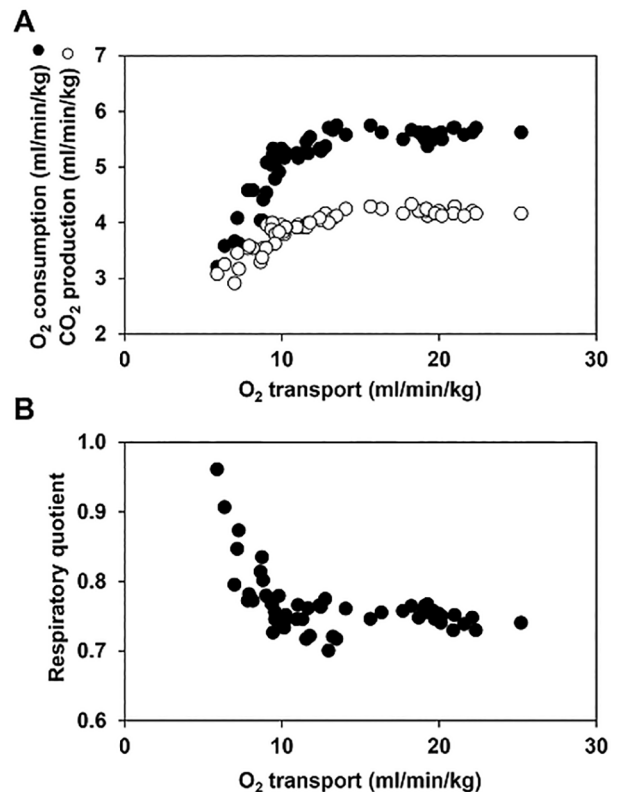 A
O₂ consumption (ml/min/kg) ●
CO₂ production (ml/min/kg) ○
7
6
5
4
3
2
0 10 20 30
O₂ transport (ml/min/kg)
B
Respiratory quotient
1.0
0.9
0.8
0.7
0.6
0 10 20 30
O₂ transport (ml/min/kg)